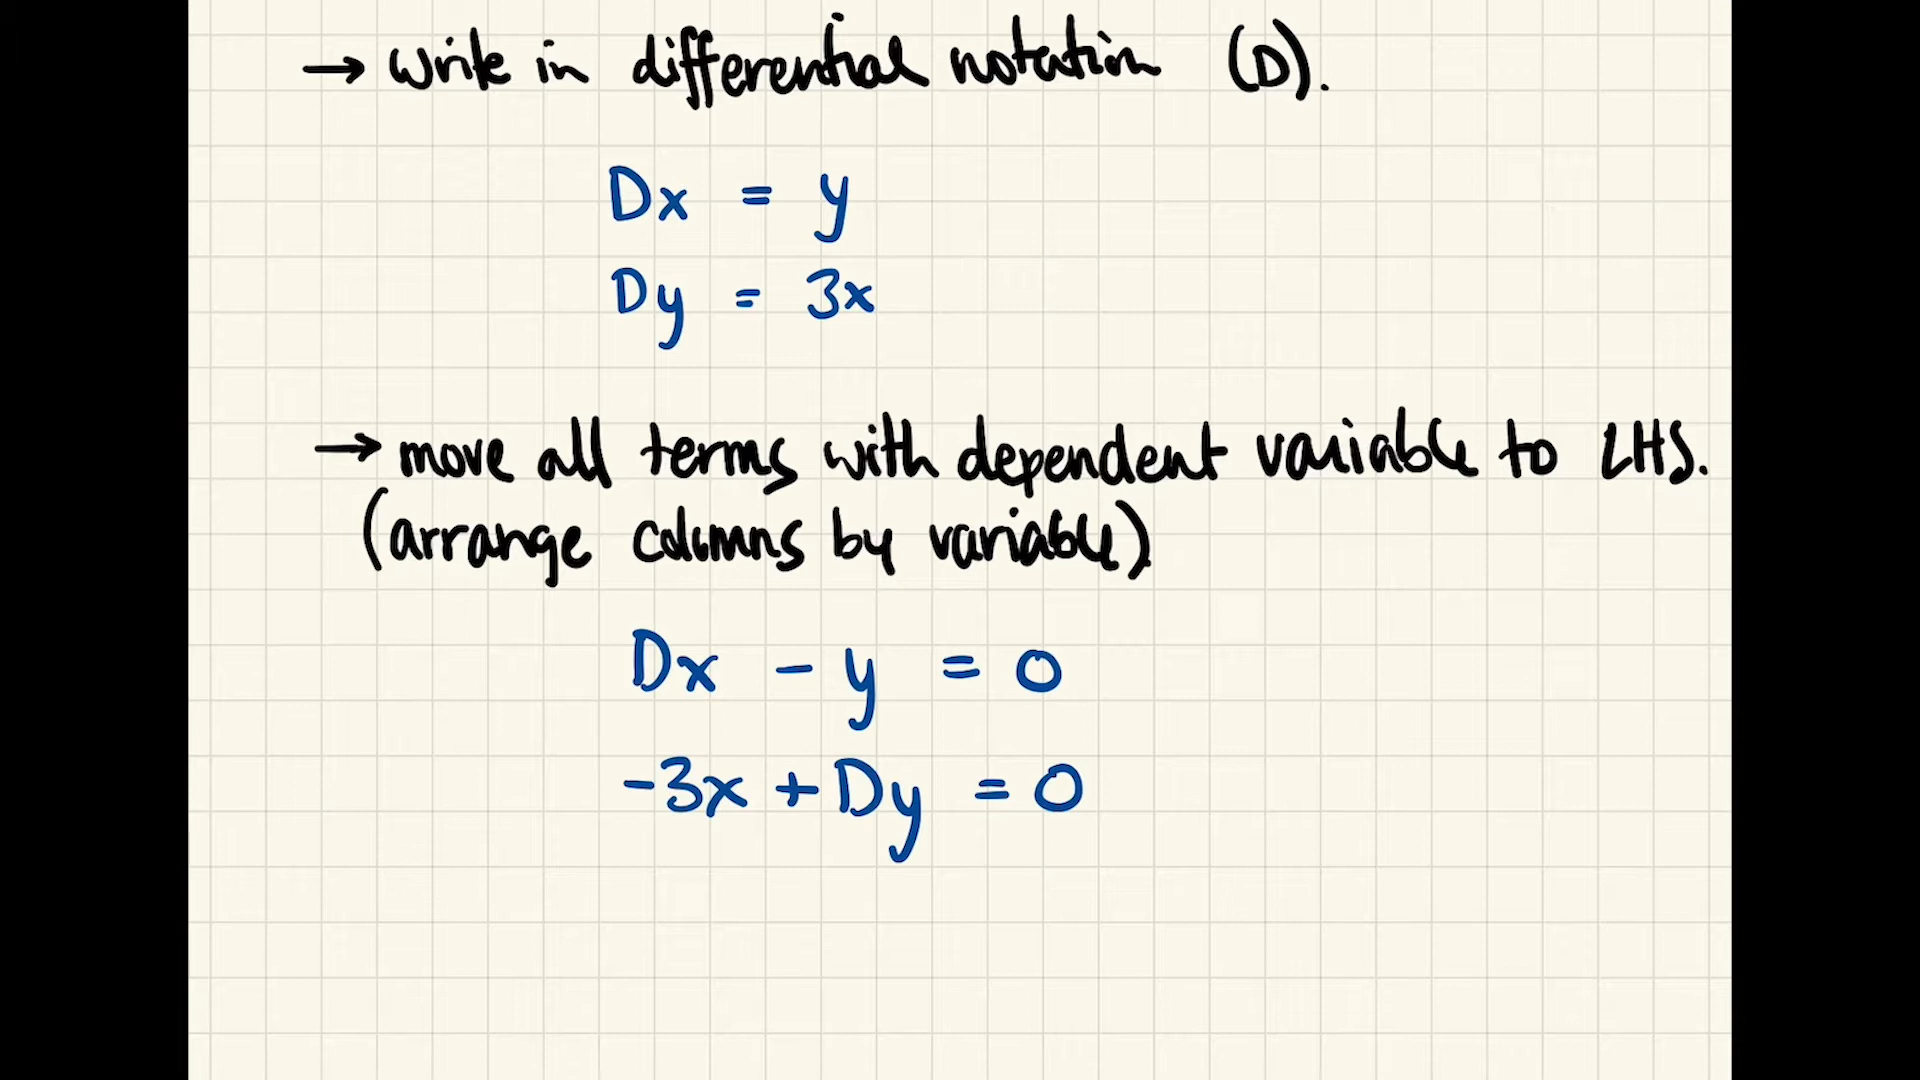 → write in differential notation (D).
Dx = y
Dy = 3x
→ move all terms with dependent variable to LHS.
(arrange columns by variable)
Dx - y = 0
-3x + Dy = 0